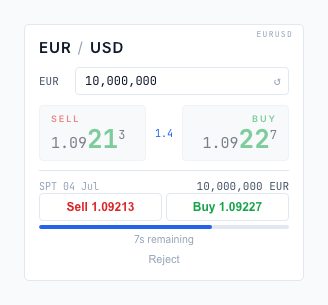 EURUSD
EUR / USD
EUR 10,000,000 ↺
SELL BUY
1.09213 1.4 1.09227
SPT 04 Jul 10,000,000 EUR
Sell 1.09213 Buy 1.09227
7s remaining
Reject